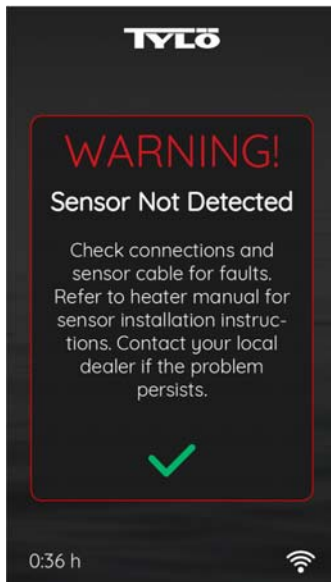 TYLÖ
WARNING!
Sensor Not Detected
Check connections and
sensor cable for faults.
Refer to heater manual for
sensor installation instruc-
tions. Contact your local
dealer if the problem
persists.
0:36 h